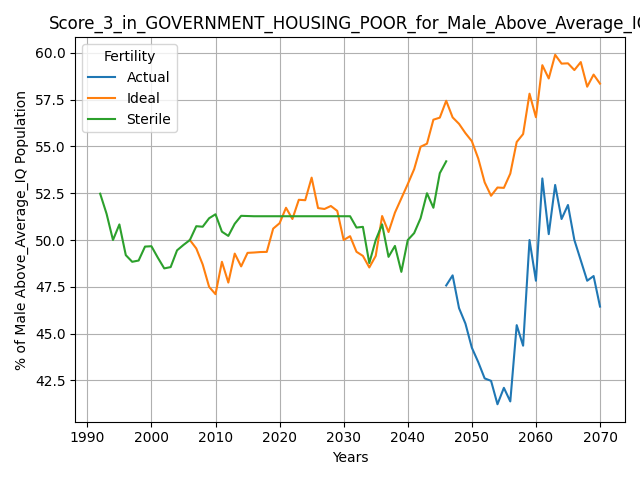 Score_3_in_GOVERNMENT_HOUSING_POOR_for_Male_Above_Average_IQ
Fertility
Actual
Ideal
Sterile
% of Male Above_Average_IQ Population
60.0
57.5
55.0
52.5
50.0
47.5
45.0
42.5
1990 2000 2010 2020 2030 2040 2050 2060 2070
Years